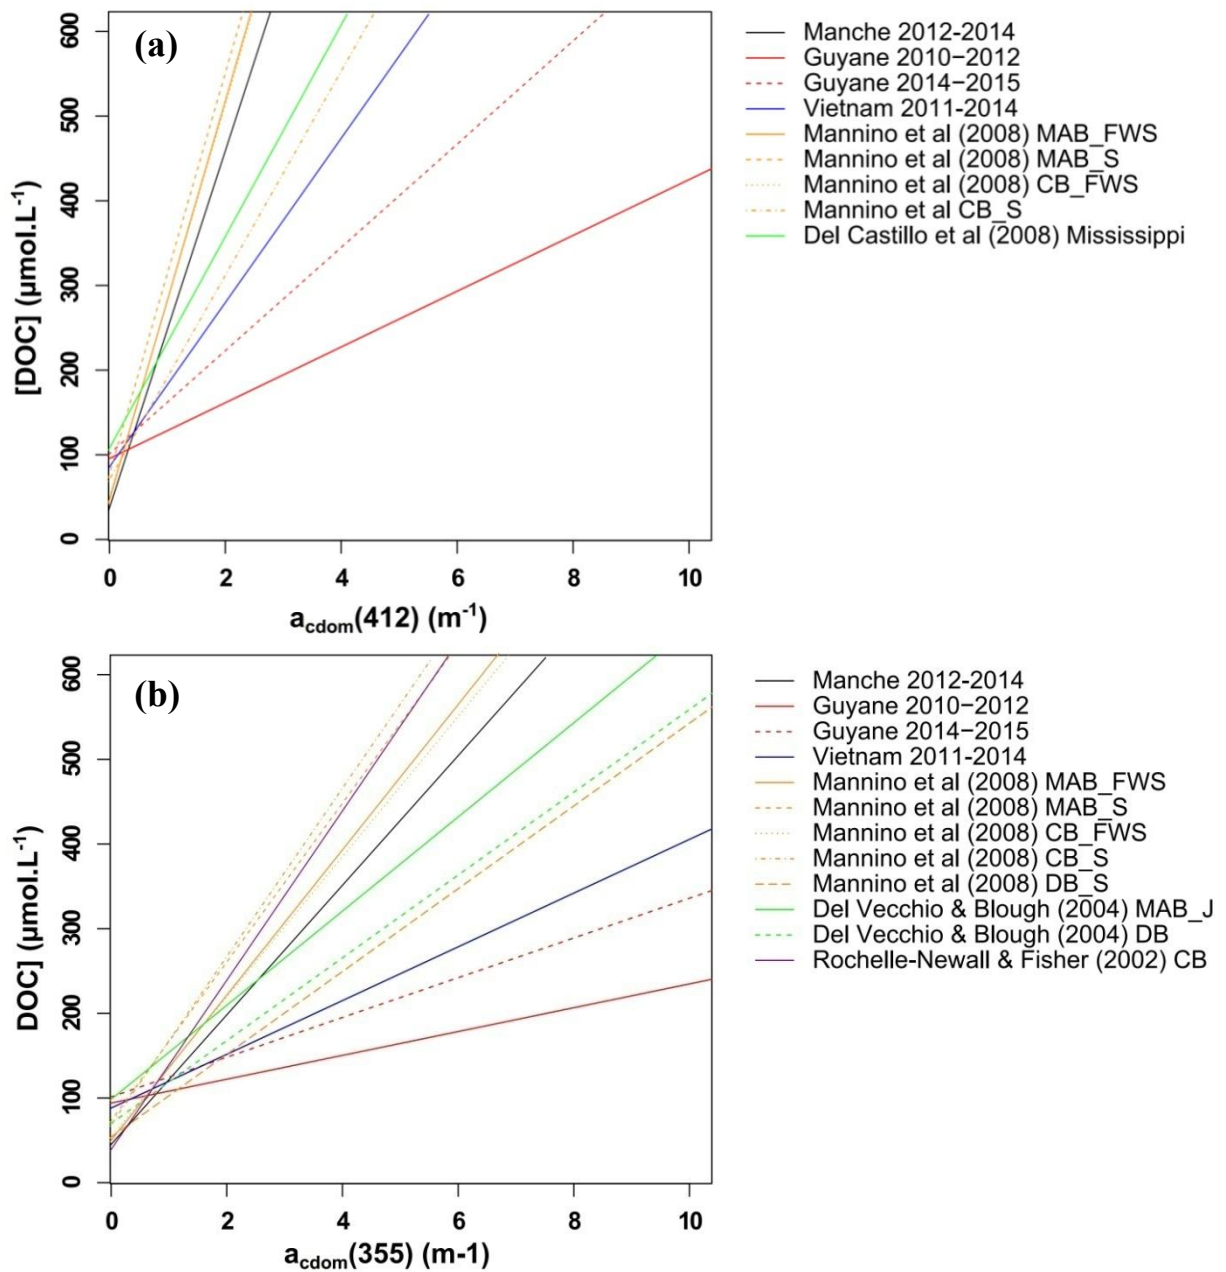 (a)
600
500
400
300
200
100
0
[DOC] (µmol.L-1)
0 2 4 6 8 10
acdom(412) (m-1)
Manche 2012-2014
Guyane 2010−2012
Guyane 2014−2015
Vietnam 2011-2014
Mannino et al (2008) MAB_FWS
Mannino et al (2008) MAB_S
Mannino et al (2008) CB_FWS
Mannino et al CB_S
Del Castillo et al (2008) Mississippi
(b)
600
500
400
300
200
100
0
DOC] (µmol.L-1)
0 2 4 6 8 10
acdom(355) (m-1)
Manche 2012-2014
Guyane 2010−2012
Guyane 2014−2015
Vietnam 2011-2014
Mannino et al (2008) MAB_FWS
Mannino et al (2008) MAB_S
Mannino et al (2008) CB_FWS
Mannino et al (2008) CB_S
Mannino et al (2008) DB_S
Del Vecchio & Blough (2004) MAB_J
Del Vecchio & Blough (2004) DB
Rochelle-Newall & Fisher (2002) CB